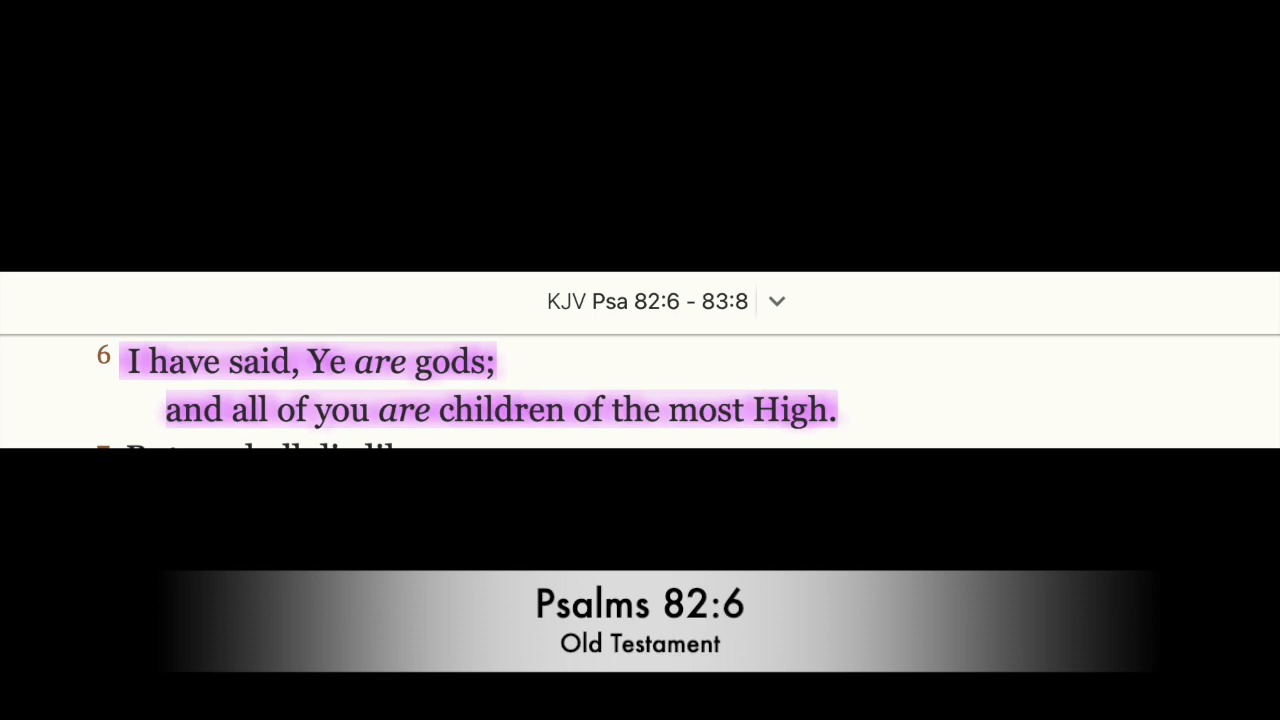 KJV Psa 82:6 - 83:8
6 I have said, Ye are gods;
and all of you are children of the most High.
Psalms 82:6
Old Testament